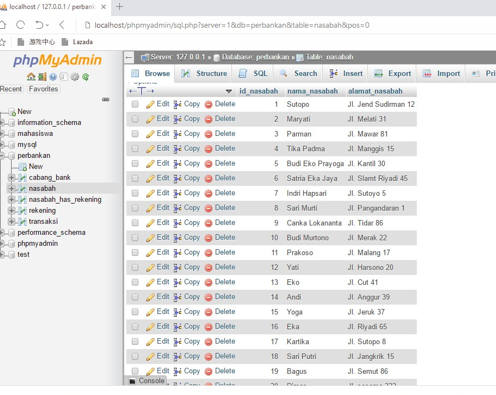 localhost / 127.0.0.1 / perban
localhost/phpmyadmin/sql.php?server=1&db=perbankan&table=nasabah&pos=0
游戏中心 Lazada
phpMyAdmin
Recent Favorites
New
information_schema
mahasiswa
mysql
perbankan
New
cabang_bank
nasabah
nasabah_has_rekening
rekening
transaksi
performance_schema
phpmyadmin
test
Server: 127.0.0.1 » Database: perbankan » Table: nasabah
Browse Structure SQL Search Insert Export Import Pri
Options
id_nasabah nama_nasabah alamat_nasabah
Edit Copy Delete 1 Sutopo Jl. Jend Sudirman 12
Edit Copy Delete 2 Maryati Jl. Melati 31
Edit Copy Delete 3 Parman Jl. Mawar 81
Edit Copy Delete 4 Tika Padma Jl. Manggis 15
Edit Copy Delete 5 Budi Eko Prayoga Jl. Kantil 30
Edit Copy Delete 6 Satria Eka Jaya Jl. Slamt Riyadi 45
Edit Copy Delete 7 Indri Hapsari Jl. Sutoyo 5
Edit Copy Delete 8 Sari Murti Jl. Pangandaran 1
Edit Copy Delete 9 Canka Lokananta Jl. Tidar 86
Edit Copy Delete 10 Budi Murtono Jl. Merak 22
Edit Copy Delete 11 Prakoso Jl. Malang 17
Edit Copy Delete 12 Yati Jl. Harsono 20
Edit Copy Delete 13 Eko Jl. Cut 41
Edit Copy Delete 14 Andi Jl. Anggur 39
Edit Copy Delete 15 Yoga Jl. Jeruk 37
Edit Copy Delete 16 Eka Jl. Riyadi 65
Edit Copy Delete 17 Kartika Jl. Sutopo 8
Edit Copy Delete 18 Sari Putri Jl. Jangkrik 15
Edit Copy Delete 19 Bagus Jl. Semut 86
Console